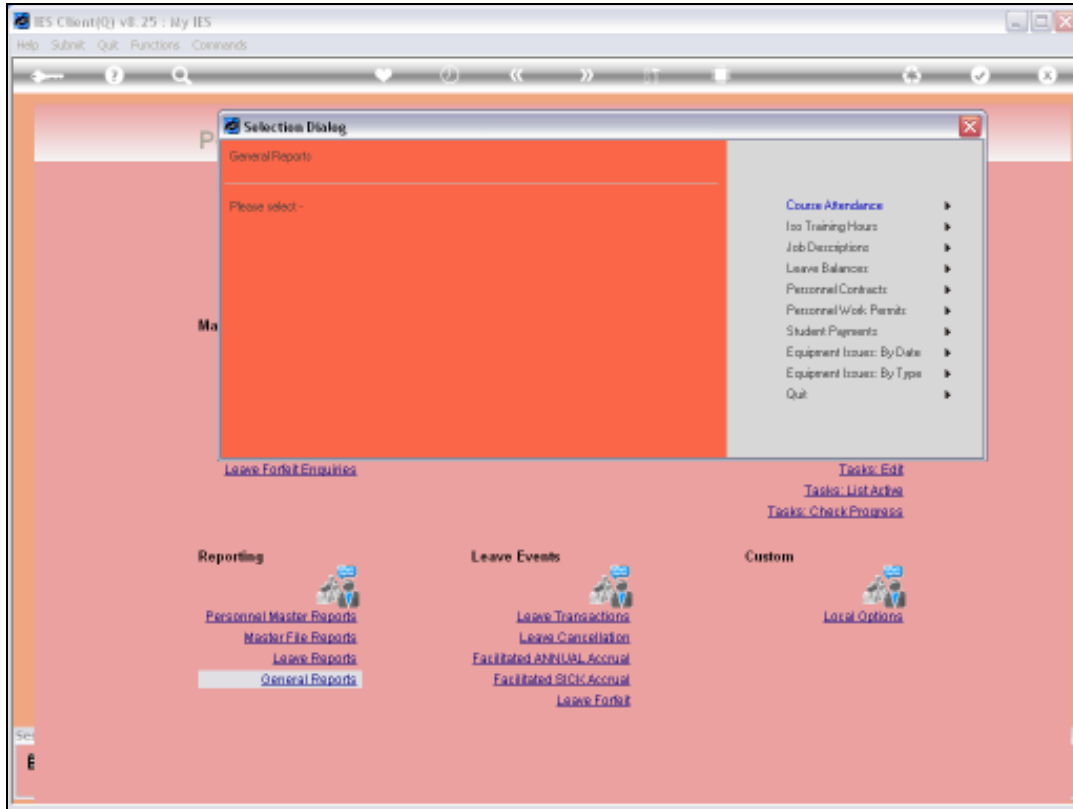 IES Client(Q) v8.25 : My IES
Help Submit Quit Functions Commands
Selection Dialog
General Reports
Please select -
Course Attendance
Iso Training Hours
Job Descriptions
Leave Balances
Personnel Contracts
Personnel Work Permits
Student Payments
Equipment Issues: By Date
Equipment Issues: By Type
Quit
Leave Forfeit Enquiries
Tasks: Edit
Tasks: List Active
Tasks: Check Progress
Reporting
Personnel Master Reports
Master File Reports
Leave Reports
General Reports
Leave Events
Leave Transactions
Leave Cancellation
Facilitated ANNUAL Accrual
Facilitated SICK Accrual
Leave Forfeit
Custom
Local Options